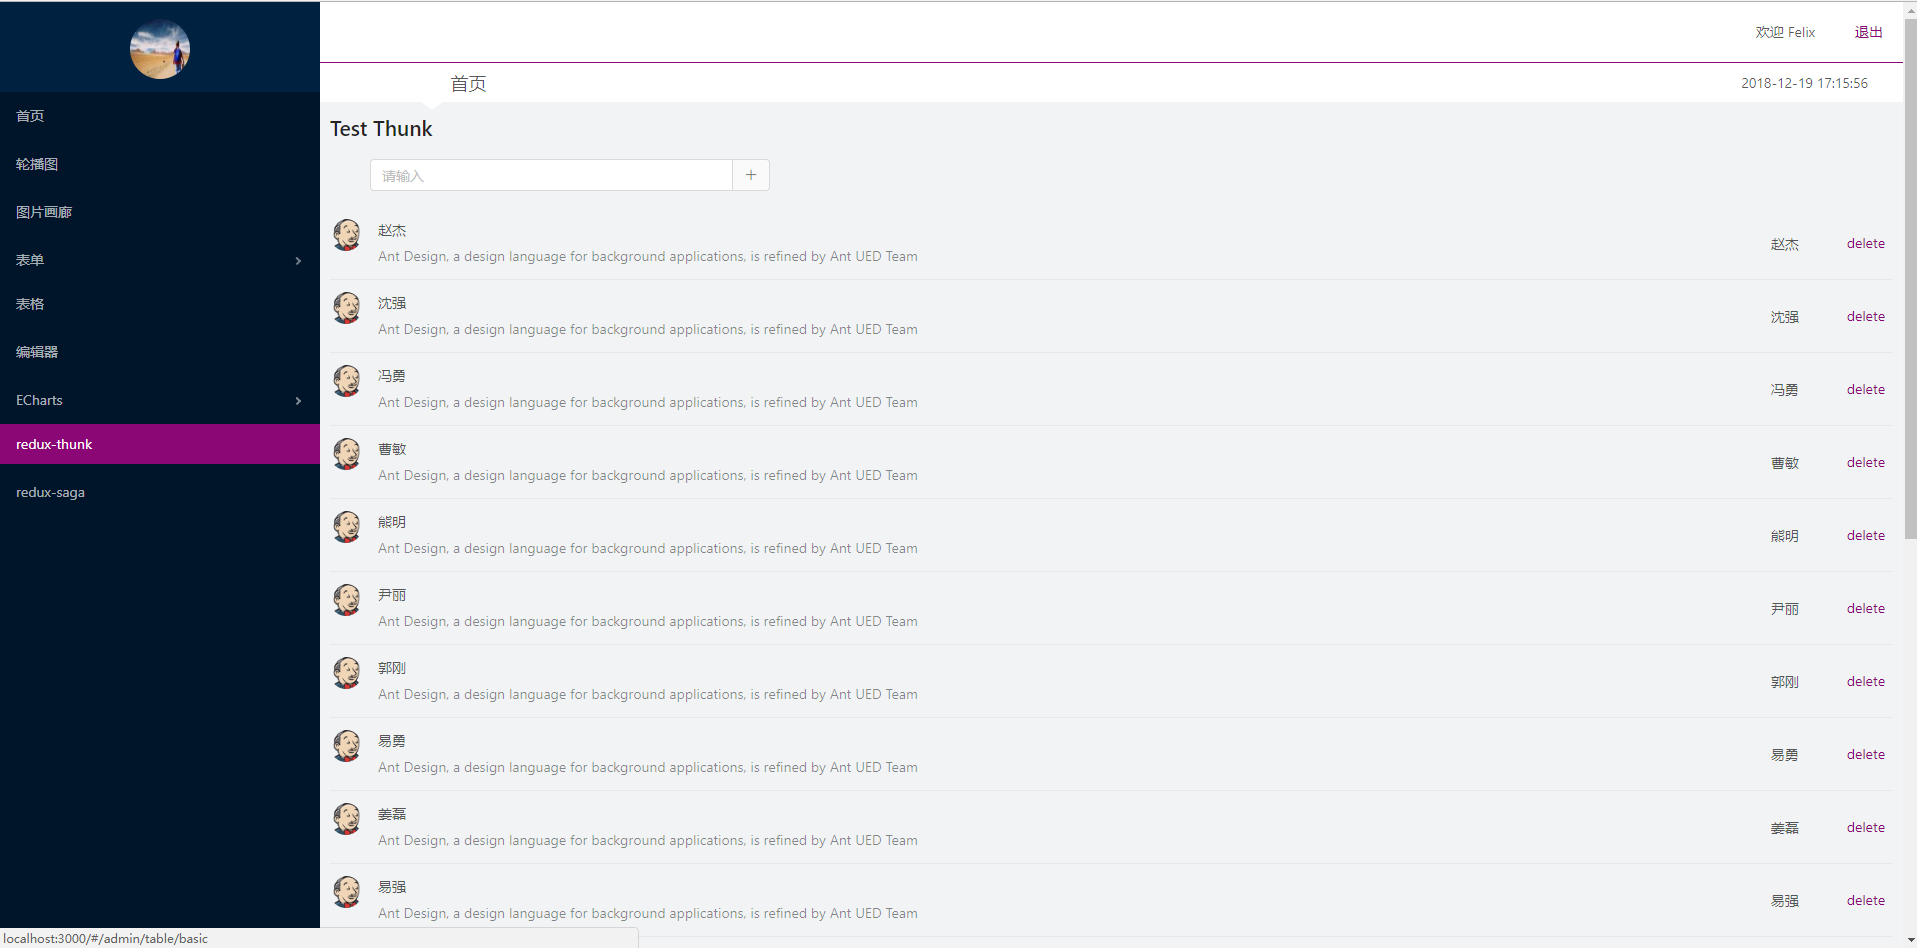 欢迎 Felix 退出
首页 2018-12-19 17:15:56
首页
轮播图
图片画廊
表单
表格
编辑器
ECharts
redux-thunk
redux-saga
Test Thunk
请输入
赵杰
Ant Design, a design language for background applications, is refined by Ant UED Team
赵杰 delete
沈强
Ant Design, a design language for background applications, is refined by Ant UED Team
沈强 delete
冯勇
Ant Design, a design language for background applications, is refined by Ant UED Team
冯勇 delete
曹敏
Ant Design, a design language for background applications, is refined by Ant UED Team
曹敏 delete
熊明
Ant Design, a design language for background applications, is refined by Ant UED Team
熊明 delete
尹丽
Ant Design, a design language for background applications, is refined by Ant UED Team
尹丽 delete
郭刚
Ant Design, a design language for background applications, is refined by Ant UED Team
郭刚 delete
易勇
Ant Design, a design language for background applications, is refined by Ant UED Team
易勇 delete
姜磊
Ant Design, a design language for background applications, is refined by Ant UED Team
姜磊 delete
易强
Ant Design, a design language for background applications, is refined by Ant UED Team
易强 delete
localhost:3000/#/admin/table/basic